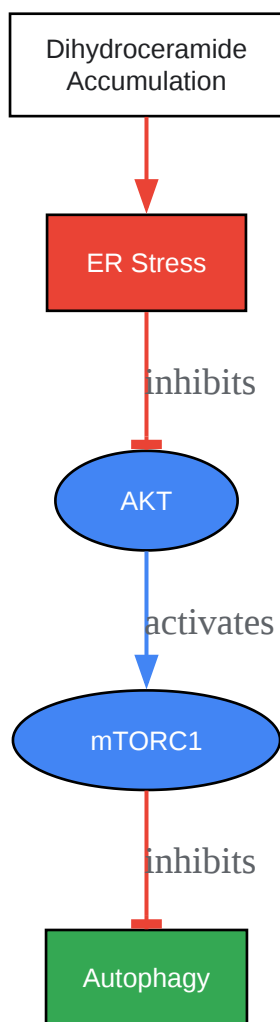 Dihydroceramide
Accumulation
ER Stress
inhibits
AKT
activates
mTORC1
inhibits
Autophagy